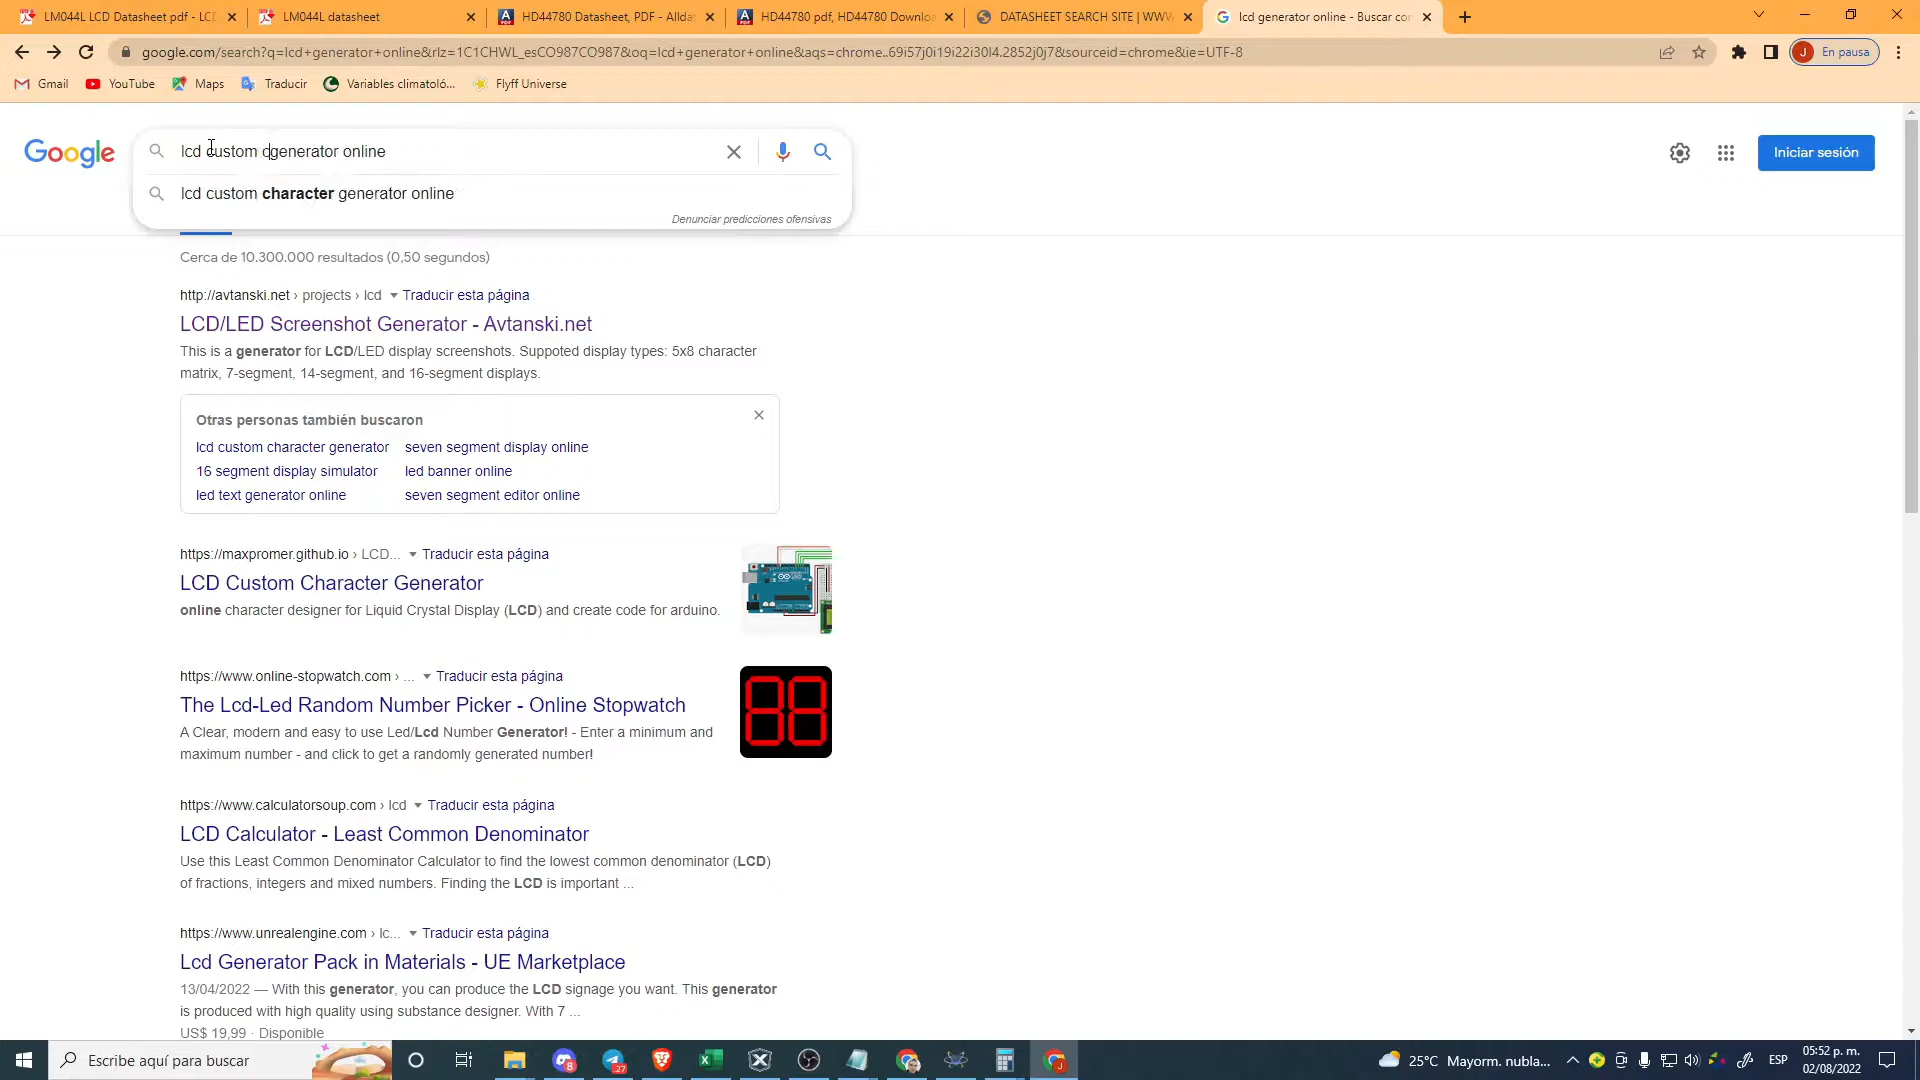 LM044L LCD Datasheet pdf - LCD
LM044L datasheet
HD44780 Datasheet, PDF - Allda
HD44780 pdf, HD44780 Downloa
DATASHEET SEARCH SITE | WWW
lcd generator online - Buscar con
google.com/search?q=lcd+generator+online&rlz=1C1CHWL_esCO987CO987&oq=lcd+generator+online&aqs=chrome..69i57j0i19i22i30l4.2852j0j7&sourceid=chrome&ie=UTF-8
J En pausa
Gmail
YouTube
Maps
Traducir
Variables climatoló...
Flyff Universe
Google
lcd custom cgenerator online
Iniciar sesión
lcd custom character generator online
Denunciar predicciones ofensivas
Cerca de 10.300.000 resultados (0,50 segundos)
http://avtanski.net › projects › lcd Traducir esta página
LCD/LED Screenshot Generator - Avtanski.net
This is a generator for LCD/LED display screenshots. Suppoted display types: 5x8 character
matrix, 7-segment, 14-segment, and 16-segment displays.
Otras personas también buscaron
lcd custom character generator seven segment display online
16 segment display simulator led banner online
led text generator online seven segment editor online
https://maxpromer.github.io › LCD... Traducir esta página
LCD Custom Character Generator
online character designer for Liquid Crystal Display (LCD) and create code for arduino.
https://www.online-stopwatch.com › ... Traducir esta página
The Lcd-Led Random Number Picker - Online Stopwatch
A Clear, modern and easy to use Led/Lcd Number Generator! - Enter a minimum and
maximum number - and click to get a randomly generated number!
88
https://www.calculatorsoup.com › lcd Traducir esta página
LCD Calculator - Least Common Denominator
Use this Least Common Denominator Calculator to find the lowest common denominator (LCD)
of fractions, integers and mixed numbers. Finding the LCD is important ...
https://www.unrealengine.com › lc... Traducir esta página
Lcd Generator Pack in Materials - UE Marketplace
13/04/2022 — With this generator, you can produce the LCD signage you want. This generator
is produced with high quality using substance designer. With 7 ...
US$ 19,99 · Disponible
Escribe aquí para buscar
8
27
J
25°C Mayorm. nubla...
ESP
05:52 p. m.
02/08/2022